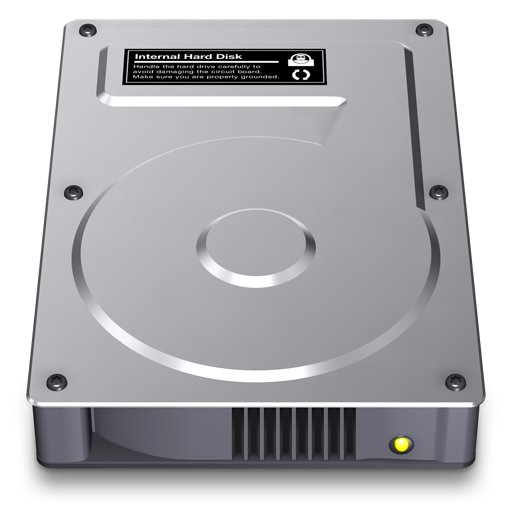 Internal Hard Disk
Handle the hard drive carefully to
avoid damaging the circuit board.
Make sure you are properly grounded.